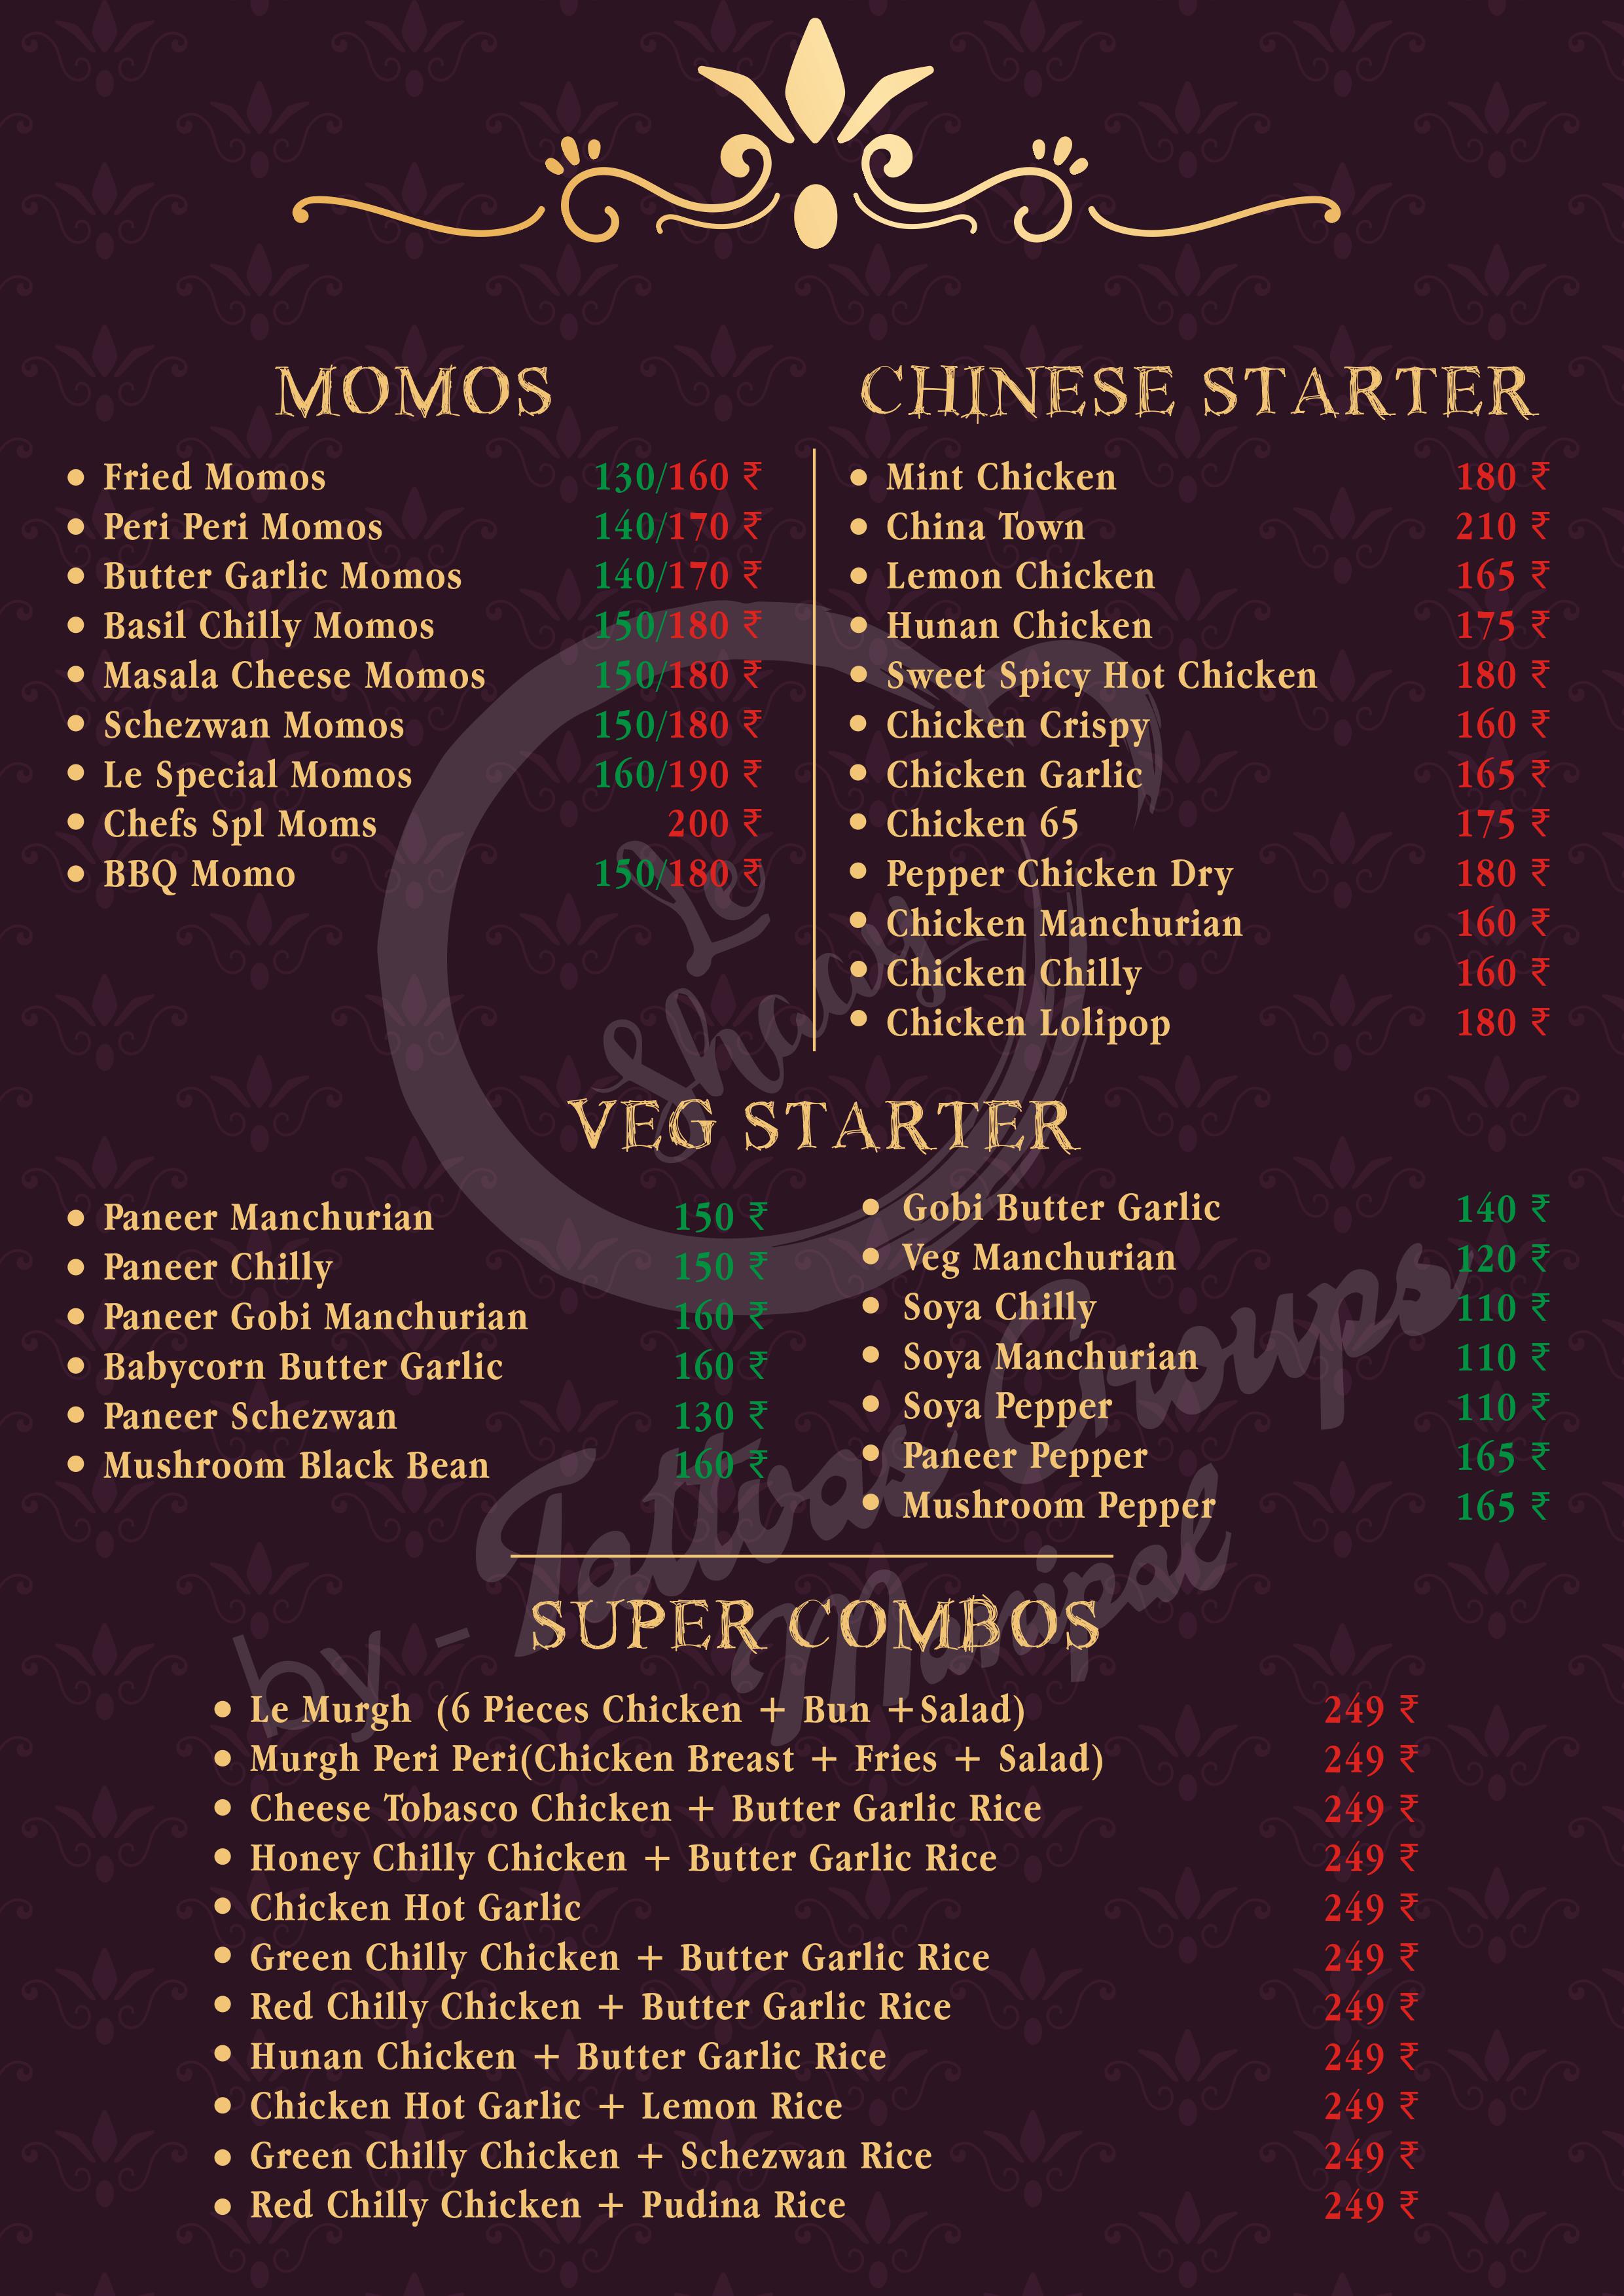 MOMOS
Fried Momos 130/160 ₹
Peri Peri Momos 140/170 ₹
Butter Garlic Momos 140/170 ₹
Basil Chilly Momos 150/180 ₹
Masala Cheese Momos 150/180 ₹
Schezwan Momos 150/180 ₹
Le Special Momos 160/190 ₹
Chefs Spl Moms 200 ₹
BBQ Momo 150/180 ₹
CHINESE STARTER
Mint Chicken 180 ₹
China Town 210 ₹
Lemon Chicken 165 ₹
Hunan Chicken 175 ₹
Sweet Spicy Hot Chicken 180 ₹
Chicken Crispy 160 ₹
Chicken Garlic 165 ₹
Chicken 65 175 ₹
Pepper Chicken Dry 180 ₹
Chicken Manchurian 160 ₹
Chicken Chilly 160 ₹
Chicken Lolipop 180 ₹
Le
Shawy
VEG STARTER
Paneer Manchurian 150 ₹
Paneer Chilly 150 ₹
Paneer Gobi Manchurian 160 ₹
Babycorn Butter Garlic 160 ₹
Paneer Schezwan 130 ₹
Mushroom Black Bean 160 ₹
Gobi Butter Garlic 140 ₹
Veg Manchurian 120 ₹
Soya Chilly 110 ₹
Soya Manchurian 110 ₹
Soya Pepper 110 ₹
Paneer Pepper 165 ₹
Mushroom Pepper 165 ₹
by - Tattvas Groups
Manipal
SUPER COMBOS
Le Murgh (6 Pieces Chicken + Bun +Salad) 249 ₹
Murgh Peri Peri(Chicken Breast + Fries + Salad) 249 ₹
Cheese Tobasco Chicken + Butter Garlic Rice 249 ₹
Honey Chilly Chicken + Butter Garlic Rice 249 ₹
Chicken Hot Garlic 249 ₹
Green Chilly Chicken + Butter Garlic Rice 249 ₹
Red Chilly Chicken + Butter Garlic Rice 249 ₹
Hunan Chicken + Butter Garlic Rice 249 ₹
Chicken Hot Garlic + Lemon Rice 249 ₹
Green Chilly Chicken + Schezwan Rice 249 ₹
Red Chilly Chicken + Pudina Rice 249 ₹